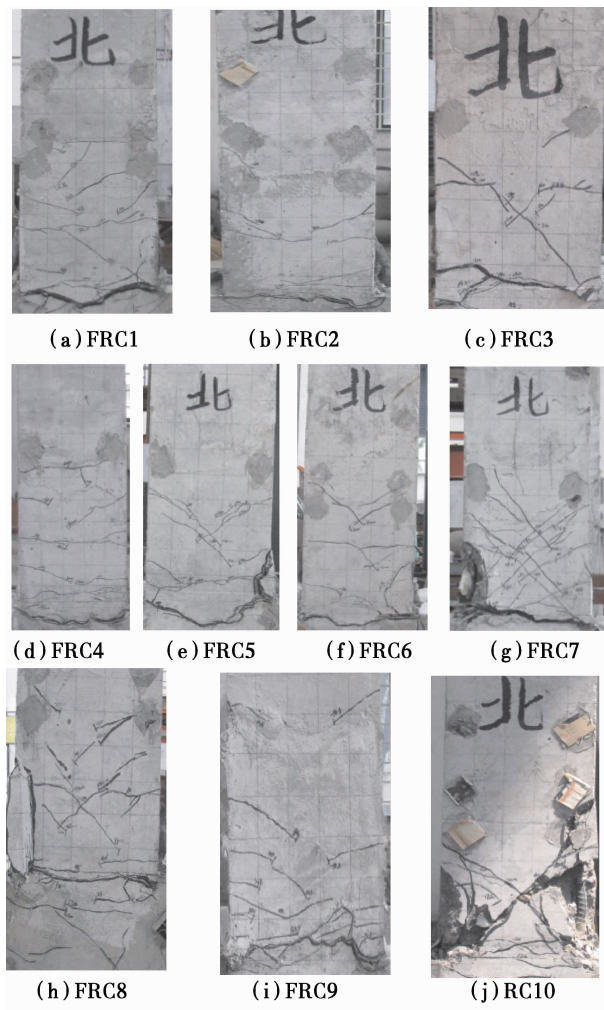 北
北
北
(a)FRC1
(b)FRC2
(c)FRC3
北
北
北
(d)FRC4
(e)FRC5
(f)FRC6
(g)FRC7
北
(h)FRC8
(i)FRC9
(j)RC10